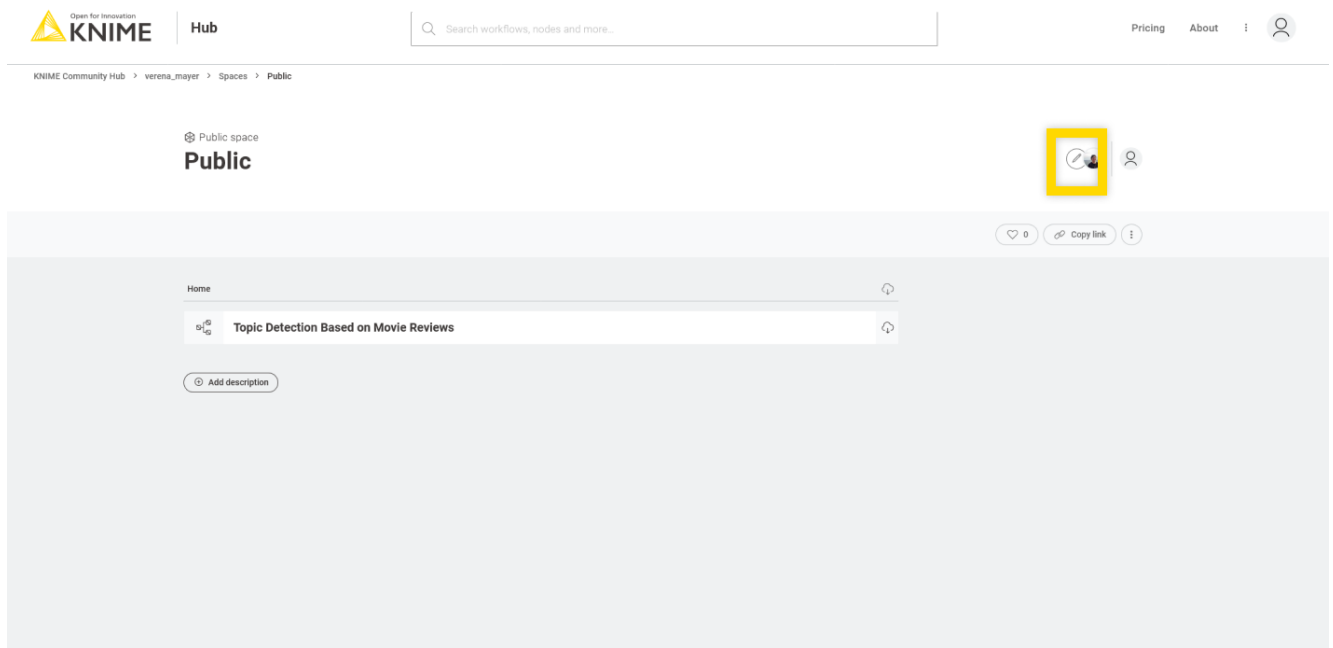 Open for Innovation
KNIME
Hub
Search workflows, nodes and more...
Pricing
About
KNIME Community Hub > verena_mayer > Spaces > Public
Public space
Public
0
Copy link
Home
Topic Detection Based on Movie Reviews
Add description